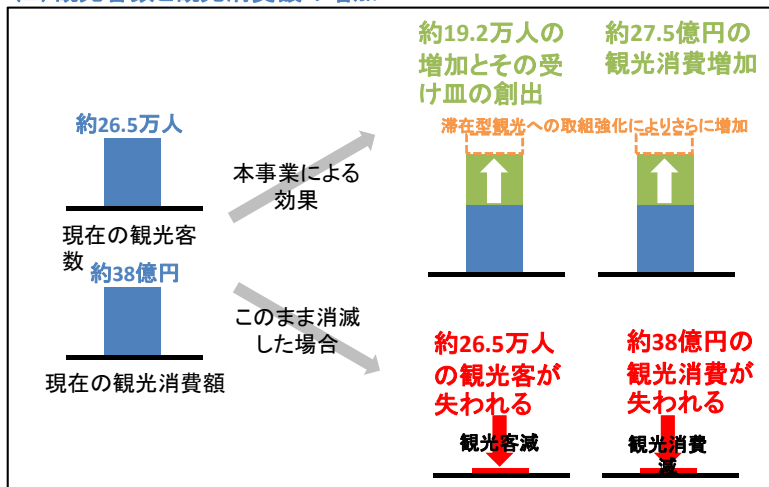 約26.5万人
現在の観光客
数
約38億円
現在の観光消費額
本事業による
効果
このまま消滅
した場合
約19.2万人の
増加とその受
け皿の創出
約27.5億円の
観光消費増加
滞在型観光への取組強化によりさらに増加
約26.5万人
の観光客が
失われる
観光客減
約38億円の
観光消費が
失われる
観光消費
減